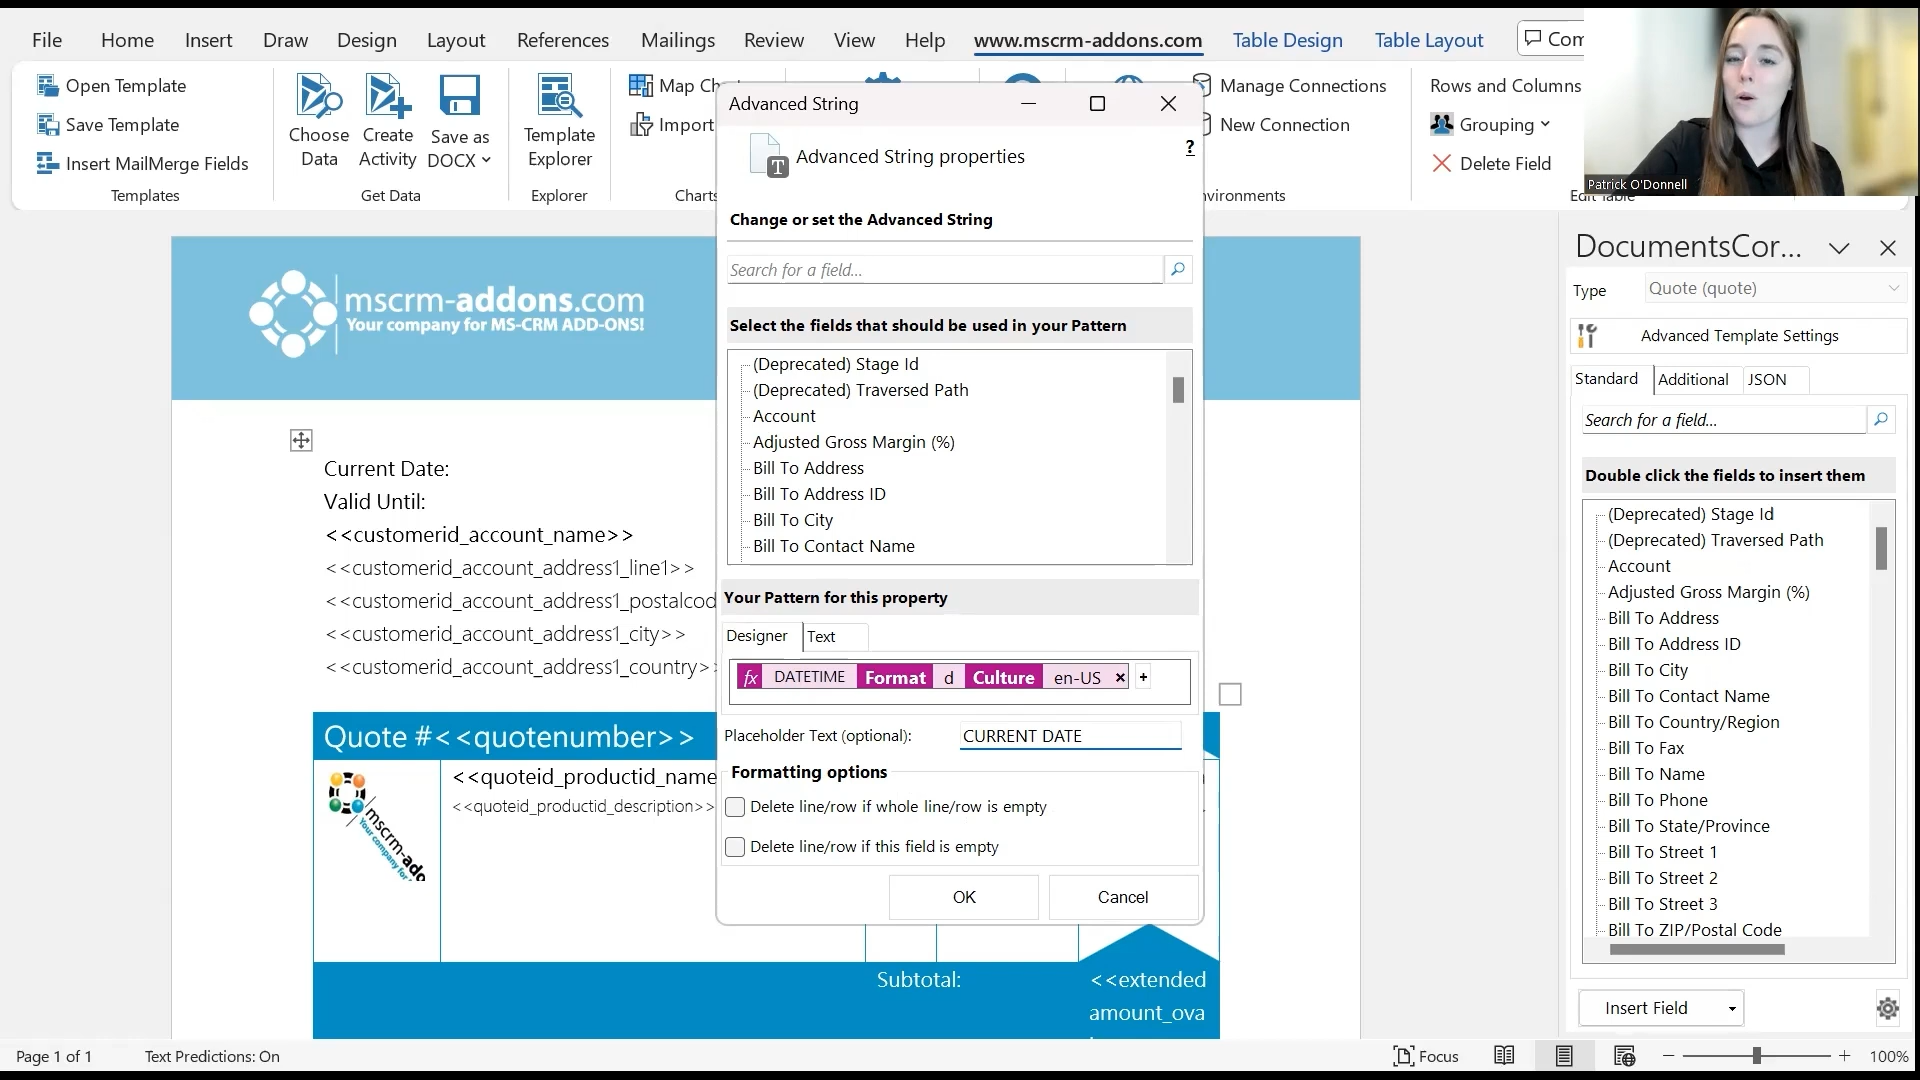 File Home Insert Draw Design Layout References Mailings Review View Help www.mscrm-addons.com Table Design Table Layout
Open Template
Save Template
Insert MailMerge Fields
Templates
Choose Data
Create Activity
Save as DOCX
Get Data
Template Explorer
Explorer
Map
Import
Charts
Manage Connections
New Connection
Rows and Columns
Grouping
Delete Field
Patrick O'Donnell
Advanced String
T
Advanced String properties
?
Change or set the Advanced String
Search for a field...
Select the fields that should be used in your Pattern
(Deprecated) Stage Id
(Deprecated) Traversed Path
Account
Adjusted Gross Margin (%)
Bill To Address
Bill To Address ID
Bill To City
Bill To Contact Name
Your Pattern for this property
Designer Text
fx DATETIME Format d Culture en-US × +
Placeholder Text (optional): CURRENT DATE
Formatting options
Delete line/row if whole line/row is empty
Delete line/row if this field is empty
OK Cancel
mscrm-addons.com
Your company for MS-CRM ADD-ONS!
Current Date:
Valid Until:
<<customerid_account_name>>
<<customerid_account_address1_line1>>
<<customerid_account_address1_postalcod
<<customerid_account_address1_city>>
<<customerid_account_address1_country>>
Quote #<<quotenumber>>
<<quoteid_productid_name
<<quoteid_productid_description>>
mscrm-addo
Subtotal:
<<extended
amount_ova
DocumentsCor...
Type Quote (quote)
Advanced Template Settings
Standard Additional JSON
Search for a field...
Double click the fields to insert them
(Deprecated) Stage Id
(Deprecated) Traversed Path
Account
Adjusted Gross Margin (%)
Bill To Address
Bill To Address ID
Bill To City
Bill To Contact Name
Bill To Country/Region
Bill To Fax
Bill To Name
Bill To Phone
Bill To State/Province
Bill To Street 1
Bill To Street 2
Bill To Street 3
Bill To ZIP/Postal Code
Insert Field
Page 1 of 1 Text Predictions: On
Focus
100%